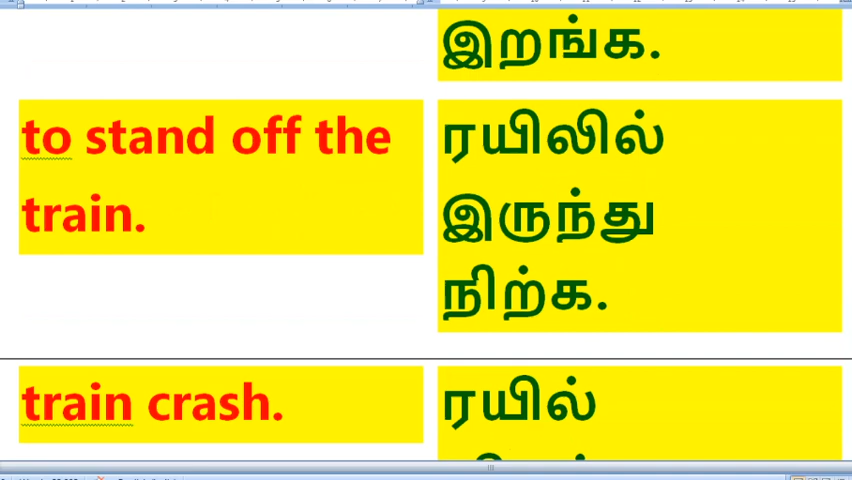 இறங்க.
to stand off the
train.
ரயிலில்
இருந்து
நிற்க.
train crash.
ரயில்